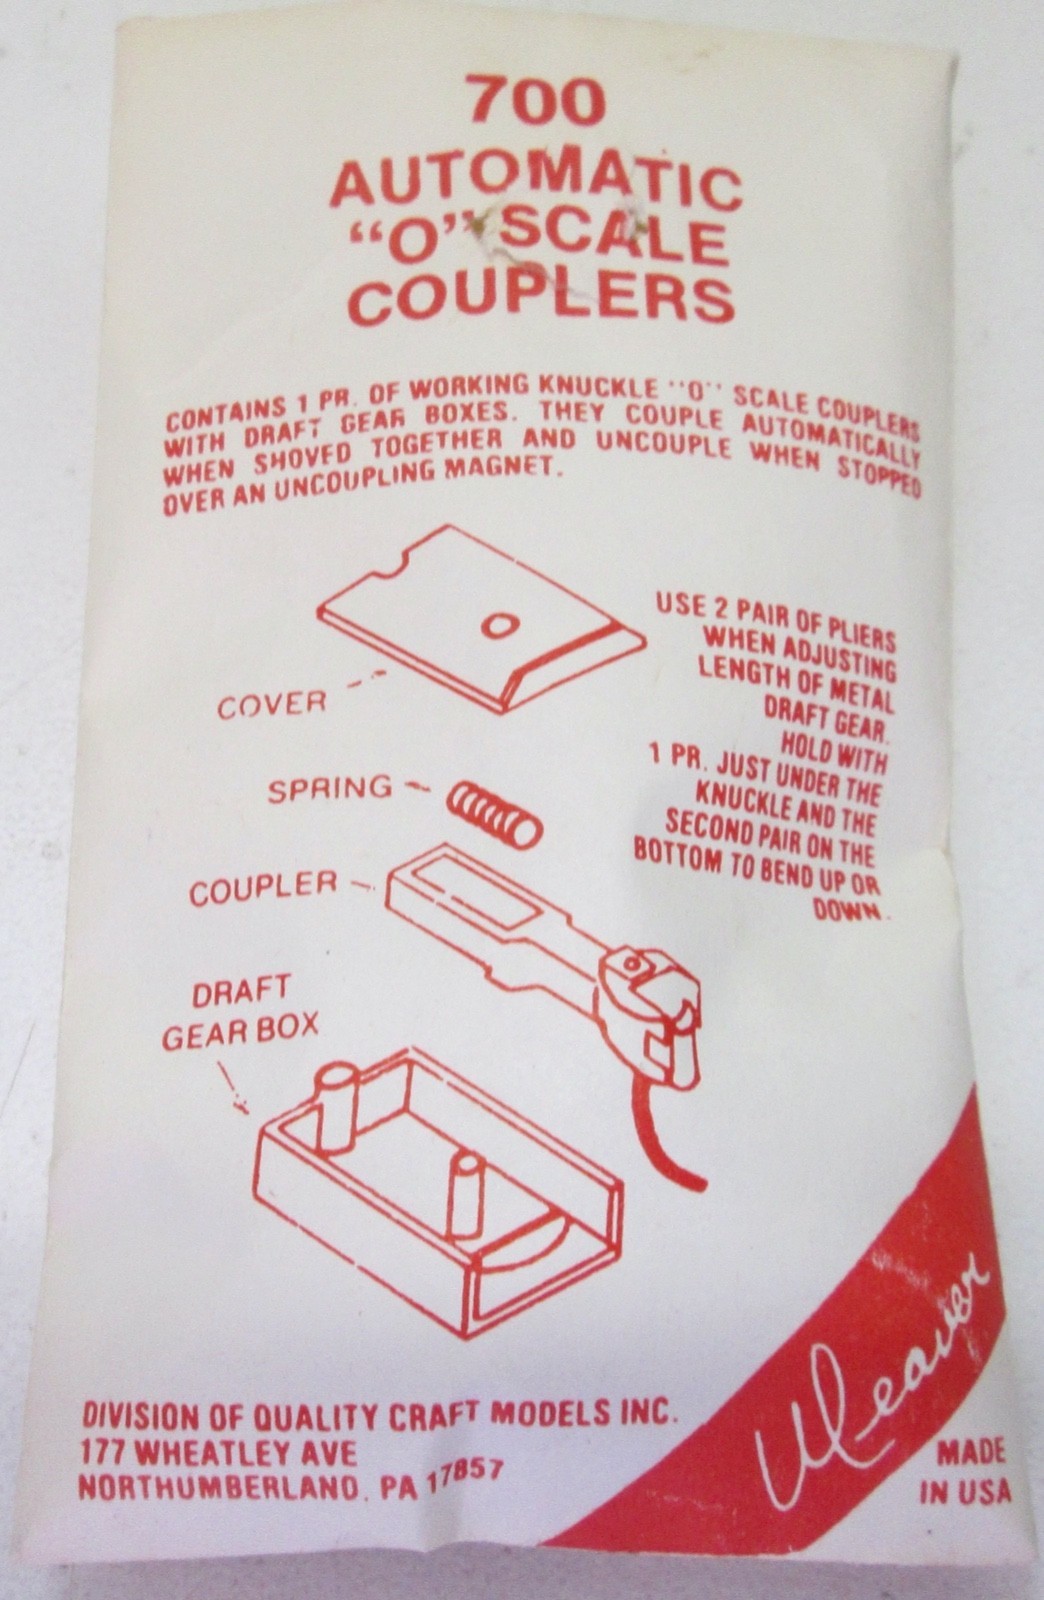 700
AUTOMATIC
"O" SCALE
COUPLERS
CONTAINS 1 PR. OF WORKING KNUCKLE "O" SCALE COUPLERS
WITH DRAFT GEAR BOXES. THEY COUPLE AUTOMATICALLY
WHEN SHOVED TOGETHER AND UNCOUPLE WHEN STOPPED
OVER AN UNCOUPLING MAGNET.
USE 2 PAIR OF PLIERS
WHEN ADJUSTING
LENGTH OF METAL
DRAFT GEAR.
HOLD WITH
1 PR. JUST UNDER THE
KNUCKLE AND THE
SECOND PAIR ON THE
BOTTOM TO BEND UP OR
DOWN.
COVER
SPRING
COUPLER
DRAFT
GEAR BOX
DIVISION OF QUALITY CRAFT MODELS INC.
177 WHEATLEY AVE
NORTHUMBERLAND, PA 17857
Weaver
MADE
IN USA